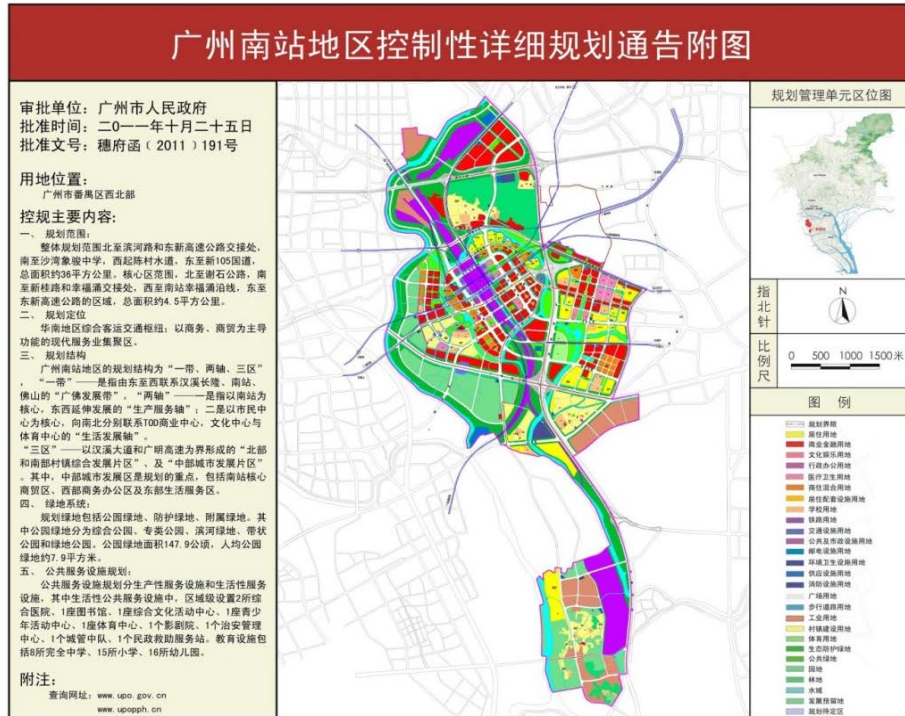 广州南站地区控制性详细规划通告附图
审批单位：广州市人民政府
批准时间：二0一一年十月二十五日
批准文号：穗府函﹝2011﹞191号
用地位置：
广州市番禺区西北部
控规主要内容：
一、 规划范围：
整体规划范围北至滨河路和东新高速公路交接处，
南至沙湾象骏中学，西起陈村水道，东至新105国道，
总面积约36平方公里。核心区范围，北至谢石公路，南
至新桂路和幸福涌交接处，西至南站幸福涌沿线，东至
东新高速公路的区域，总面积约4.5平方公里。
二、 规划定位
华南地区综合客运交通枢纽；以商务、商贸为主导
功能的现代服务业集聚区。
三、 规划结构
广州南站地区的规划结构为“一带、两轴、三区”
，“一带”——是指由东至西联系汉溪长隆、南站、
佛山的“广佛发展带”。“两轴”——一是指以南站为
核心，东西延伸发展的“生产服务轴”；二是以市民中
心为核心，向南北分别联系TOD商业中心，文化中心与
体育中心的“生活发展轴”。
“三区”——以汉溪大道和广明高速为界形成的“北部
和南部村镇综合发展片区”、及“中部城市发展片区”
。其中，中部城市发展区是规划的重点，包括南站核心
商贸区、西部商务办公区及东部生活服务区。
四、 绿地系统：
规划绿地包括公园绿地、防护绿地、附属绿地。其
中公园绿地分为综合公园、专类公园、滨河绿地、带状
公园和绿地公园。公园绿地面积147.9公顷，人均公园
绿地约7.9平方米。
五、 公共服务设施规划：
公共服务设施规划分生产性服务设施和生活性服务
设施，其中生活性公共服务设施中，区域级设置2所综
合医院、1座图书馆、1座综合文化活动中心、1座青少
年活动中心、1座体育中心、1个影剧院、1个治安管理
中心、1个城管中队、1个民政救助服务站。教育设施包
括8所完全中学、15所小学、16所幼儿园。
附注：
查询网址：www.upo.gov.cn
www.upopph.cn
规划管理单元区位图
指北针
N
比例尺
0 500 1000 1500米
图 例
规划界限
居住用地
商业金融用地
文化娱乐用地
行政办公用地
医疗卫生用地
商住混合用地
居住配套设施用地
学校用地
铁路用地
交通设施用地
公共及市政设施用地
邮电设施用地
环境卫生设施用地
供应设施用地
消防设施用地
广场用地
步行道路用地
工业用地
村镇建设用地
体育用地
生态防护绿地
公共绿地
园地
林地
水域
发展预留地
规划待定区